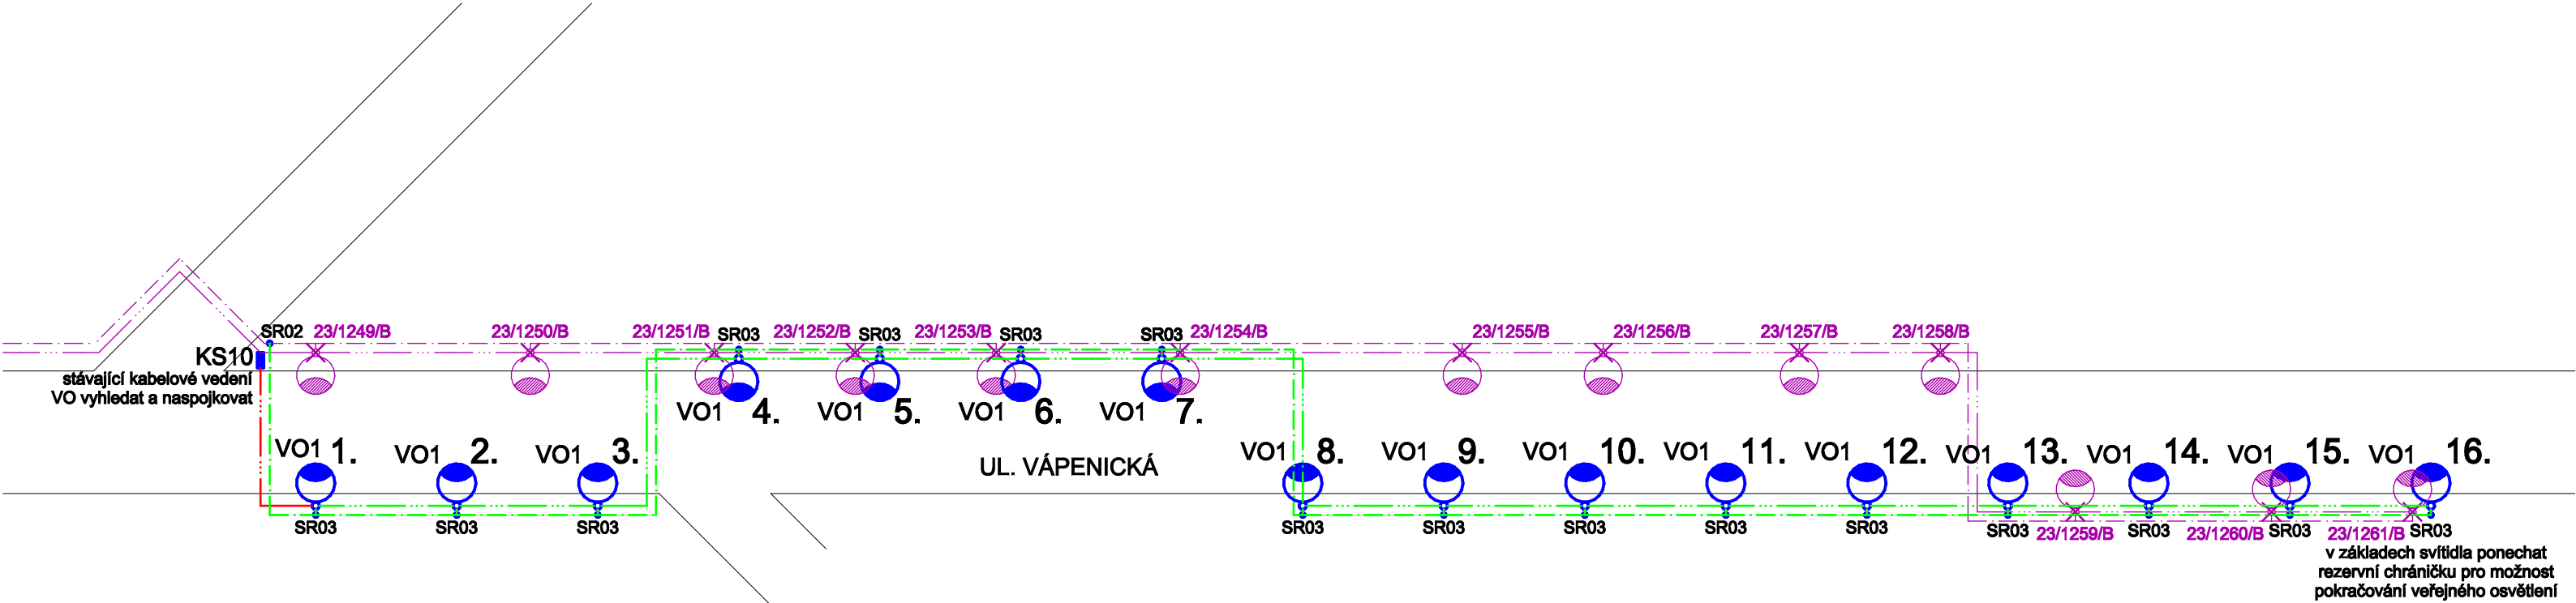 SR02 23/1249/B 23/1250/B 23/1251/B SR03 23/1252/B SR03 23/1253/B SR03 SR03 23/1254/B 23/1255/B 23/1256/B 23/1257/B 23/1258/B
KS10
stávající kabelové vedení
VO vyhledat a naspojkovat
VO1 4. VO1 5. VO1 6. VO1 7.
VO1 1. VO1 2. VO1 3. VO1 8. VO1 9. VO1 10. VO1 11. VO1 12. VO1 13. VO1 14. VO1 15. VO1 16.
UL. VÁPENICKÁ
SR03 SR03 SR03 SR03 SR03 SR03 SR03 SR03 SR03 23/1259/B SR03 23/1260/B SR03 23/1261/B SR03
v základech svítidla ponechat
rezervní chráničku pro možnost
pokračování veřejného osvětlení